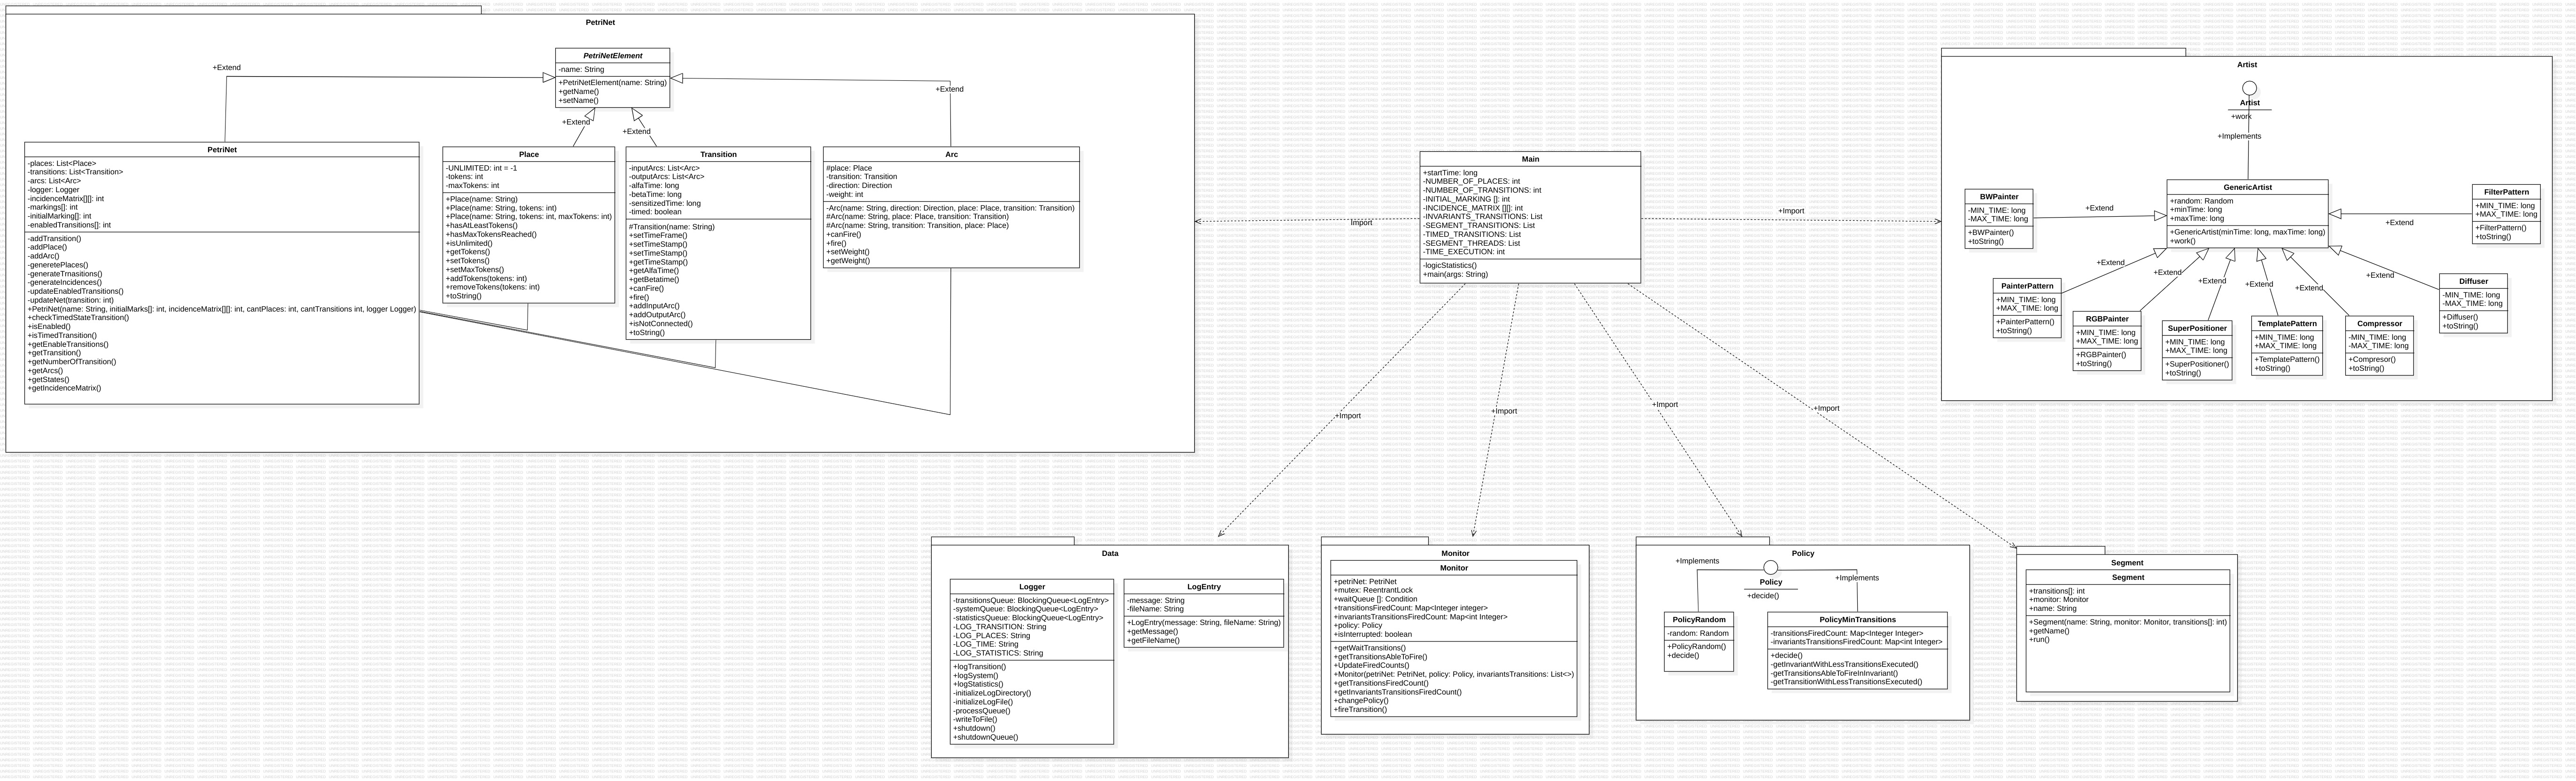 PetriNet
PetriNetElement
-name: String
+PetriNetElement(name: String)
+getName()
+setName()
+Extend
+Extend
+Extend
+Extend
PetriNet
-places: List<Place>
-transitions: List<Transition>
-arcs: List<Arc>
-logger: Logger
-incidenceMatrix[][]: int
-markings[]: int
-initialMarking[]: int
-enabledTransitions[]: int
-addTransition()
-addPlace()
-addArc()
-generatePlaces()
-generateTrnasitions()
-generateIncidences()
-updateEnabledTransitions()
-updateNet(transition: int)
+PetriNet(name: String, initialMarks[]: int, incidenceMatrix[][]: int, cantPlaces: int, cantTransitions int, logger Logger)
+checkTimedStateTransition()
+isEnabled()
+isTimedTransition()
+getEnableTransitions()
+getTransition()
+getNumberOfTransition()
+getArcs()
+getStates()
+getIncidenceMatrix()
Place
-UNLIMITED: int = -1
-tokens: int
-maxTokens: int
+Place(name: String)
+Place(name: String, tokens: int)
+Place(name: String, tokens: int, maxTokens: int)
+hasAtLeastTokens()
+hasMaxTokensReached()
+isUnlimited()
+getTokens()
+setTokens()
+setMaxTokens()
+addTokens(tokens: int)
+removeTokens(tokens: int)
+toString()
Transition
-inputArcs: List<Arc>
-outputArcs: List<Arc>
-alfaTime: long
-betaTime: long
-sensitizedTime: long
-timed: boolean
#Transition(name: String)
+setTimeFrame()
+setTimeStamp()
+setTimeStamp()
+getTimeStamp()
+getAlfaTime()
+getBetatime()
+canFire()
+fire()
+addInputArc()
+addOutputArc()
+isNotConnected()
+toString()
Arc
#place: Place
-transition: Transition
-direction: Direction
-weight: int
-Arc(name: String, direction: Direction, place: Place, transition: Transition)
#Arc(name: String, place: Place, transition: Transition)
#Arc(name: String, transition: Transition, place: Place)
+canFire()
+fire()
+setWeight()
+getWeight()
Main
+startTime: long
-NUMBER_OF_PLACES: int
-NUMBER_OF_TRANSITIONS: int
-INITIAL_MARKING []: int
-INCIDENCE_MATRIX [][]: int
-INVARIANTS_TRANSITIONS: List
-SEGMENT_TRANSITIONS: List
-TIMED_TRANSITIONS: List
-SEGMENT_THREADS: List
-TIME_EXECUTION: int
-logicStatistics()
+main(args: String)
Import
+Import
+Import
+Import
+Import
+Import
Artist
Artist
+work
+Implements
GenericArtist
+random: Random
+minTime: long
+maxTime: long
+GenericArtist(minTime: long, maxTime: long)
+work()
BWPainter
-MIN_TIME: long
-MAX_TIME: long
+BWPainter()
+toString()
+Extend
FilterPattern
+MIN_TIME: long
+MAX_TIME: long
+FilterPattern()
+toString()
+Extend
+Extend
+Extend
+Extend
+Extend
+Extend
+Extend
PainterPattern
+MIN_TIME: long
+MAX_TIME: long
+PainterPattern()
+toString()
RGBPainter
+MIN_TIME: long
+MAX_TIME: long
+RGBPainter()
+toString()
SuperPositioner
+MIN_TIME: long
+MAX_TIME: long
+SuperPositioner()
+toString()
TemplatePattern
+MIN_TIME: long
+MAX_TIME: long
+TemplatePattern()
+toString()
Compressor
-MIN_TIME: long
-MAX_TIME: long
+Compresor()
+toString()
Diffuser
-MIN_TIME: long
-MAX_TIME: long
+Diffuser()
+toString()
Data
Logger
-transitionsQueue: BlockingQueue<LogEntry>
-systemQueue: BlockingQueue<LogEntry>
-statisticsQueue: BlockingQueue<LogEntry>
-LOG_TRANSITION: String
-LOG_PLACES: String
-LOG_TIME: String
-LOG_STATISTICS: String
+logTransition()
+logSystem()
+logStatistics()
-initializeLogDirectory()
-initializeLogFile()
-processQueue()
-writeToFile()
+shutdown()
+shutdownQueue()
LogEntry
-message: String
-fileName: String
+LogEntry(message: String, fileName: String)
+getMessage()
+getFileName()
Monitor
Monitor
+petriNet: PetriNet
+mutex: ReentrantLock
+waitQueue []: Condition
+transitionsFiredCount: Map<Integer integer>
+invariantsTransitionsFiredCount: Map<int Integer>
+policy: Policy
+isInterrupted: boolean
+getWaitTransitions()
+getTransitionsAbleToFire()
+UpdateFiredCounts()
+Monitor(petriNet: PetriNet, policy: Policy, invariantsTransitions: List<>)
+getTransitionsFiredCount()
+getInvariantsTransitionsFiredCount()
+changePolicy()
+fireTransition()
Policy
+Implements
Policy
+decide()
+Implements
PolicyRandom
-random: Random
+PolicyRandom()
+decide()
PolicyMinTransitions
-transitionsFiredCount: Map<Integer Integer>
-invariantsTransitionsFiredCount: Map<int Integer>
+decide()
-getInvariantWithLessTransitionsExecuted()
-getTransitionsAbleToFireInInvariant()
-getTransitionWithLessTransitionsExecuted()
Segment
Segment
+transitions[]: int
+monitor: Monitor
+name: String
+Segment(name: String, monitor: Monitor, transitions[]: int)
+getName()
+run()